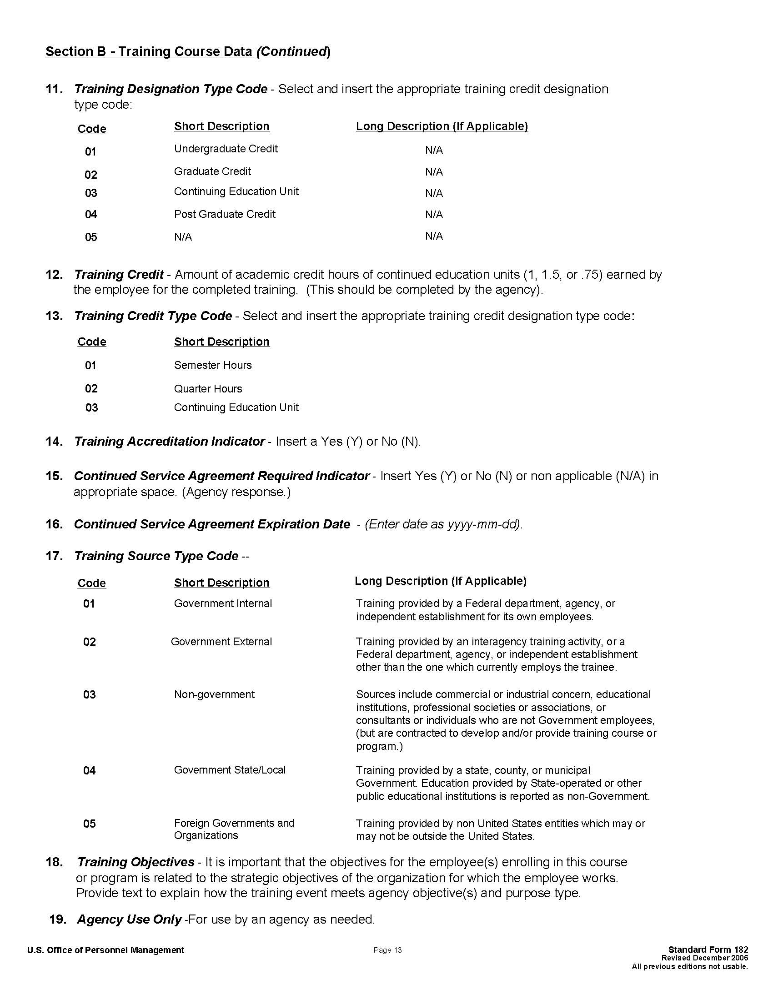 Section B - Training Course Data (Continued)
11. Training Designation Type Code - Select and insert the appropriate training credit designation
type code:
Code Short Description Long Description (If Applicable)
01 Undergraduate Credit N/A
02 Graduate Credit N/A
03 Continuing Education Unit N/A
04 Post Graduate Credit N/A
05 N/A N/A
12. Training Credit - Amount of academic credit hours of continued education units (1, 1.5, or .75) earned by
the employee for the completed training. (This should be completed by the agency).
13. Training Credit Type Code - Select and insert the appropriate training credit designation type code:
Code Short Description
01 Semester Hours
02 Quarter Hours
03 Continuing Education Unit
14. Training Accreditation Indicator - Insert a Yes (Y) or No (N).
15. Continued Service Agreement Required Indicator - Insert Yes (Y) or No (N) or non applicable (N/A) in
appropriate space. (Agency response.)
16. Continued Service Agreement Expiration Date - (Enter date as yyyy-mm-dd).
17. Training Source Type Code --
Code Short Description Long Description (If Applicable)
01 Government Internal Training provided by a Federal department, agency, or
independent establishment for its own employees.
02 Government External Training provided by an interagency training activity, or a
Federal department, agency, or independent establishment
other than the one which currently employs the trainee.
03 Non-government Sources include commercial or industrial concern, educational
institutions, professional societies or associations, or
consultants or individuals who are not Government employees,
(but are contracted to develop and/or provide training course or
program.)
04 Government State/Local Training provided by a state, county, or municipal
Government. Education provided by State-operated or other
public educational institutions is reported as non-Government.
05 Foreign Governments and Training provided by non United States entities which may or
Organizations may not be outside the United States.
18. Training Objectives - It is important that the objectives for the employee(s) enrolling in this course
or program is related to the strategic objectives of the organization for which the employee works.
Provide text to explain how the training event meets agency objective(s) and purpose type.
19. Agency Use Only -For use by an agency as needed.
U.S. Office of Personnel Management Page 13 Standard Form 182
Revised December 2006
All previous editions not usable.